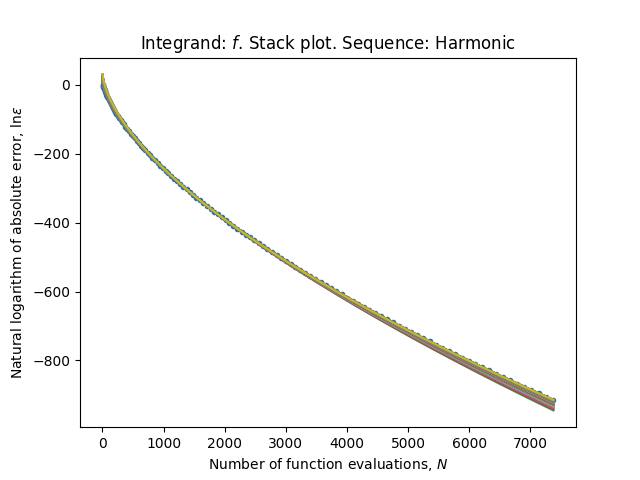 Integrand: f. Stack plot. Sequence: Harmonic
Natural logarithm of absolute error, lnε
0
−200
−400
−600
−800
0 1000 2000 3000 4000 5000 6000 7000
Number of function evaluations, N